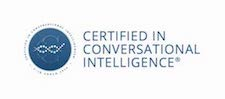 CERTIFIED IN
CONVERSATIONAL
INTELLIGENCE®